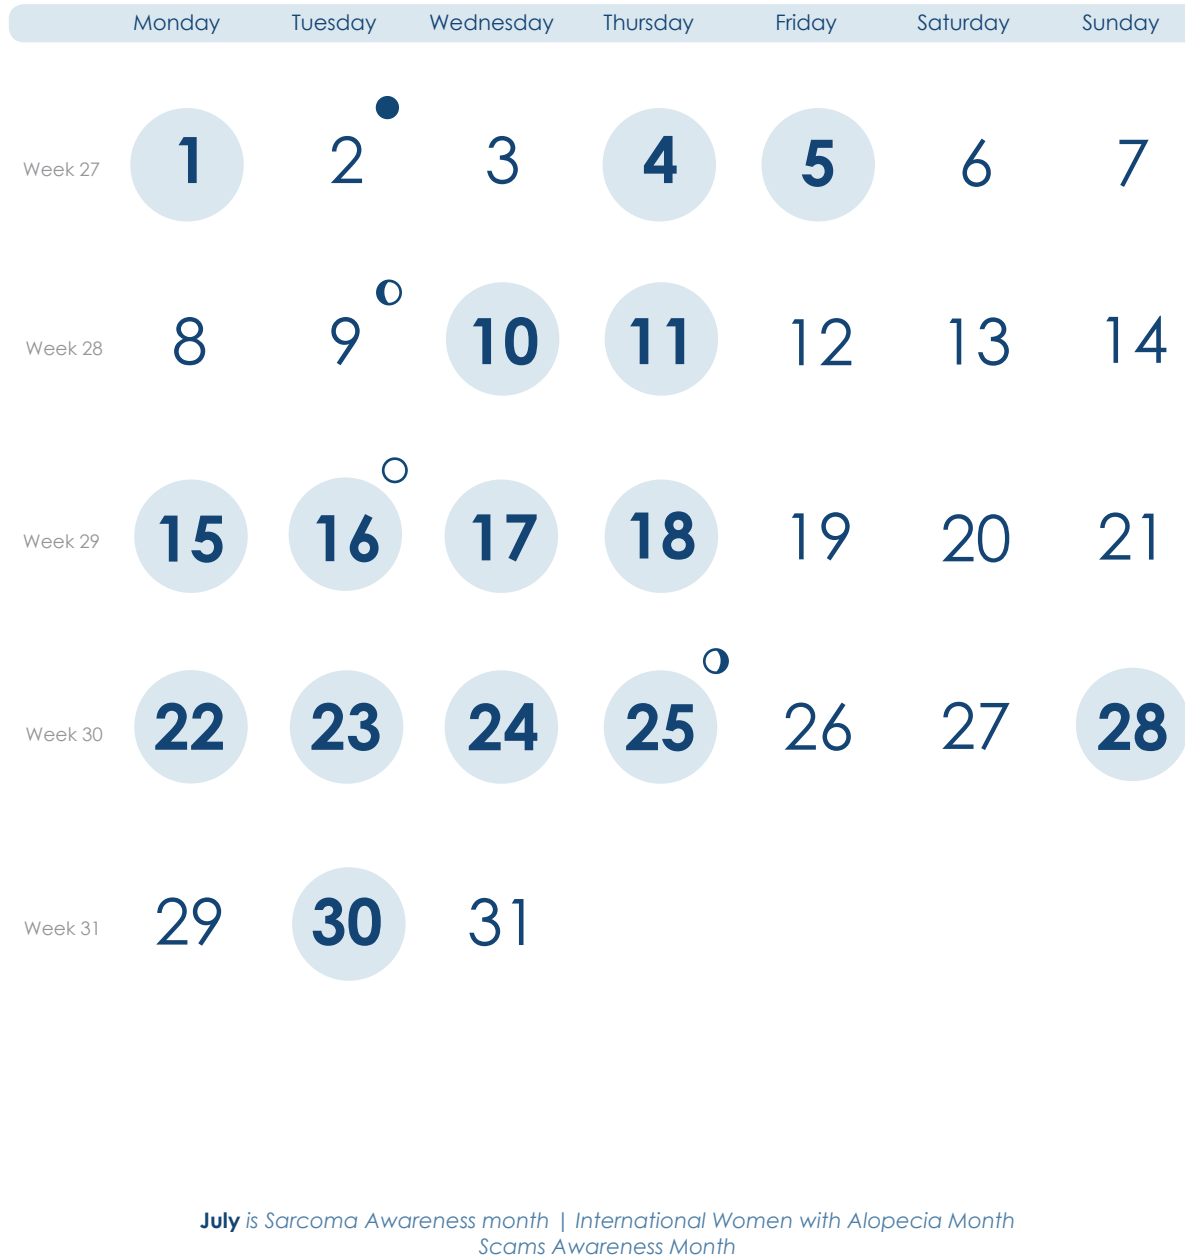 Monday Tuesday Wednesday Thursday Friday Saturday Sunday
Week 27 1 2 3 4 5 6 7
Week 28 8 9 10 11 12 13 14
Week 29 15 16 17 18 19 20 21
Week 30 22 23 24 25 26 27 28
Week 31 29 30 31
July is Sarcoma Awareness month | International Women with Alopecia Month
Scams Awareness Month